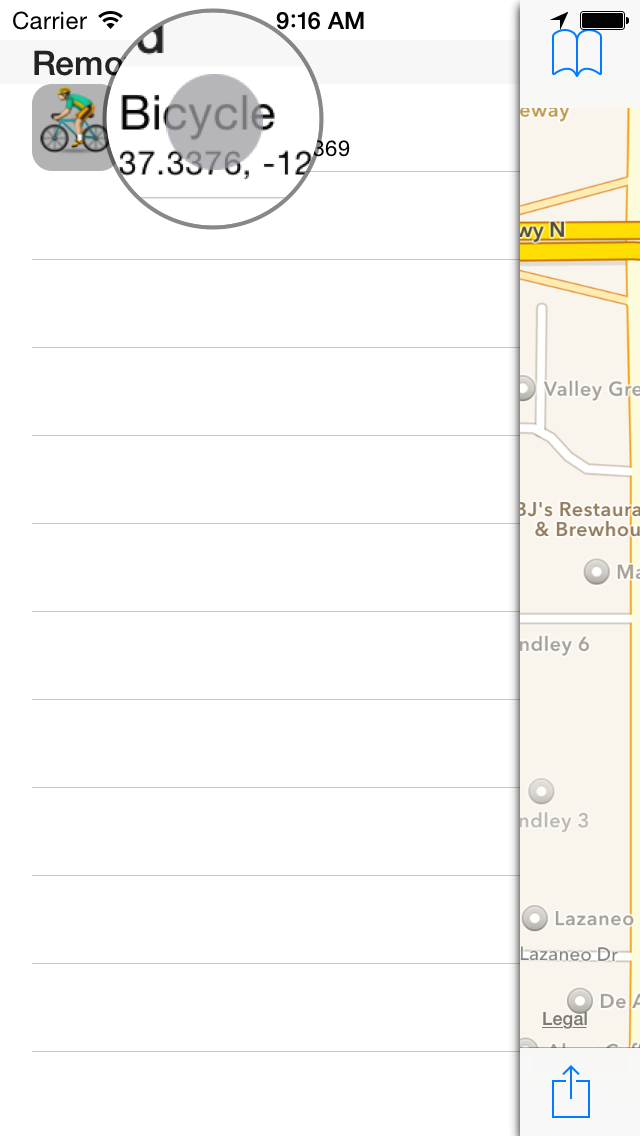 Carrier 9:16 AM
Remo
d
Bicycle
37.3376, -12
369
eway
wy N
Valley Gre
BJ's Restaura
& Brewhou
Ma
ndley 6
ndley 3
Lazaneo
Lazaneo Dr
De A
Legal